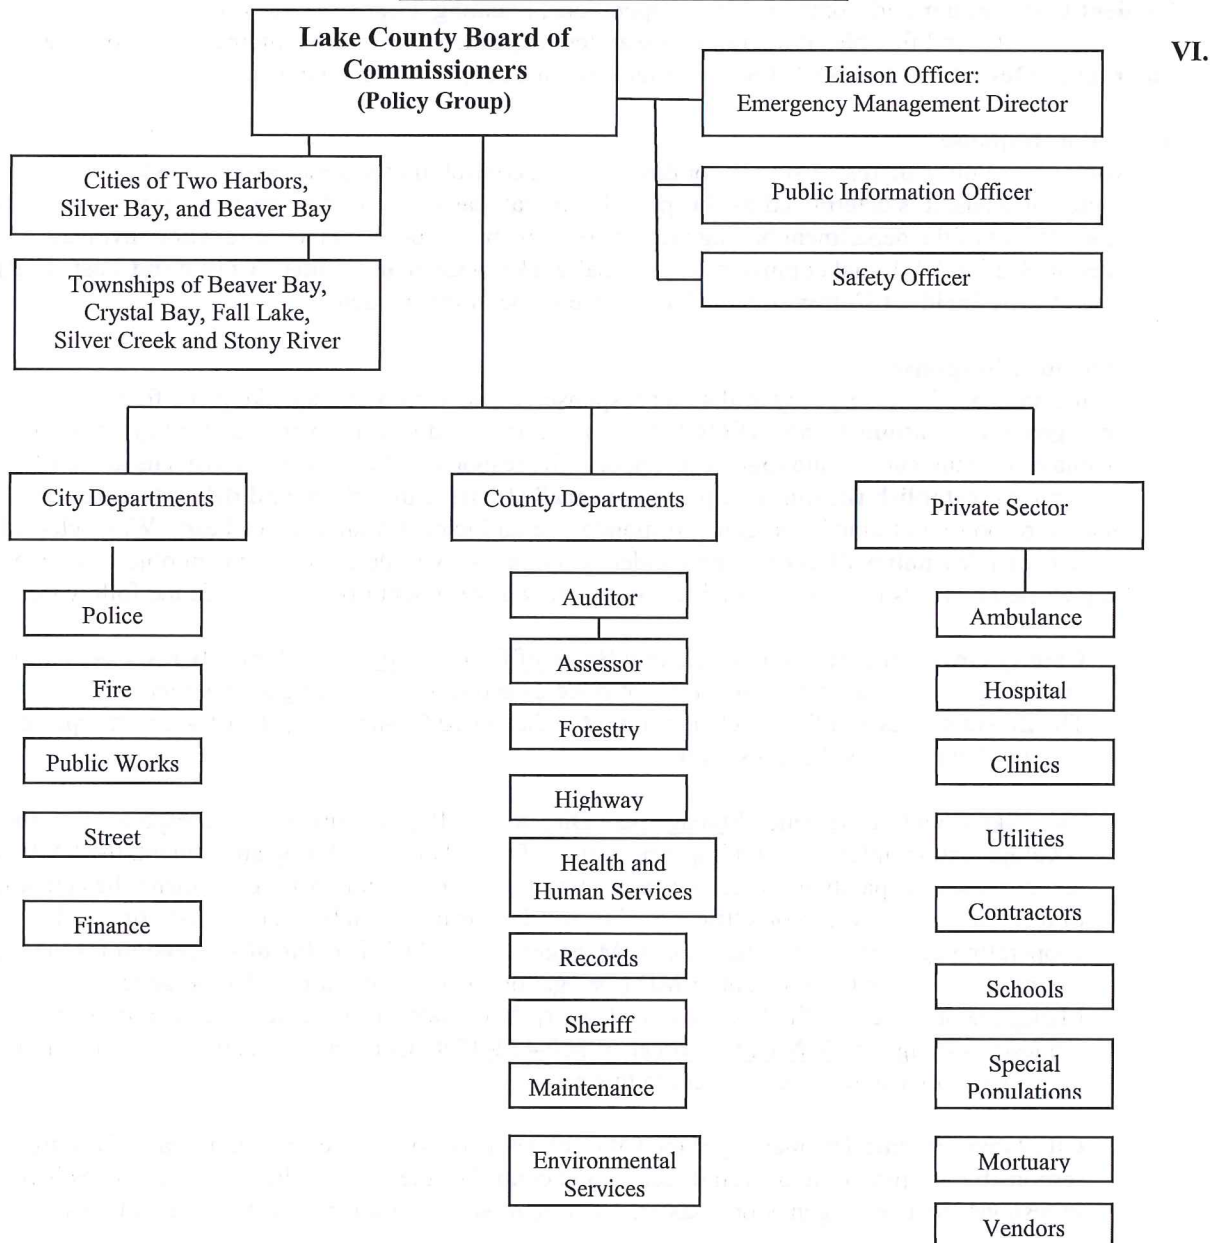 Lake County Board of
Commissioners
(Policy Group)
VI.
Liaison Officer:
Emergency Management Director
Public Information Officer
Safety Officer
Cities of Two Harbors,
Silver Bay, and Beaver Bay
Townships of Beaver Bay,
Crystal Bay, Fall Lake,
Silver Creek and Stony River
City Departments
Police
Fire
Public Works
Street
Finance
County Departments
Auditor
Assessor
Forestry
Highway
Health and
Human Services
Records
Sheriff
Maintenance
Environmental
Services
Private Sector
Ambulance
Hospital
Clinics
Utilities
Contractors
Schools
Special
Populations
Mortuary
Vendors